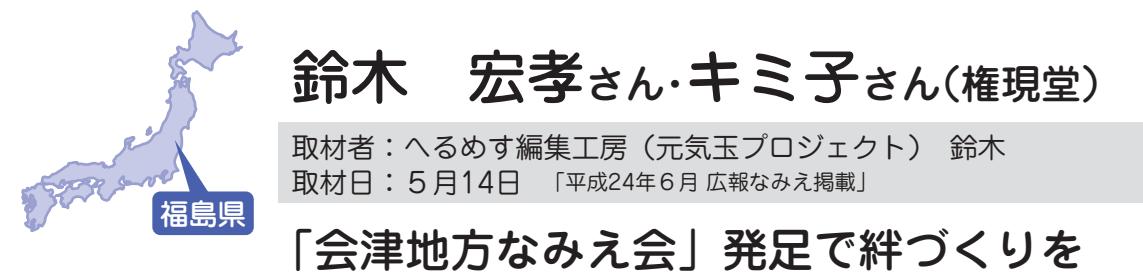 鈴木　宏孝さん・キミ子さん（権現堂）
取材者：へるめす編集工房（元気玉プロジェクト）　鈴木
取材日：５月14日　「平成24年６月 広報なみえ掲載」
福島県
「会津地方なみえ会」発足で絆づくりを